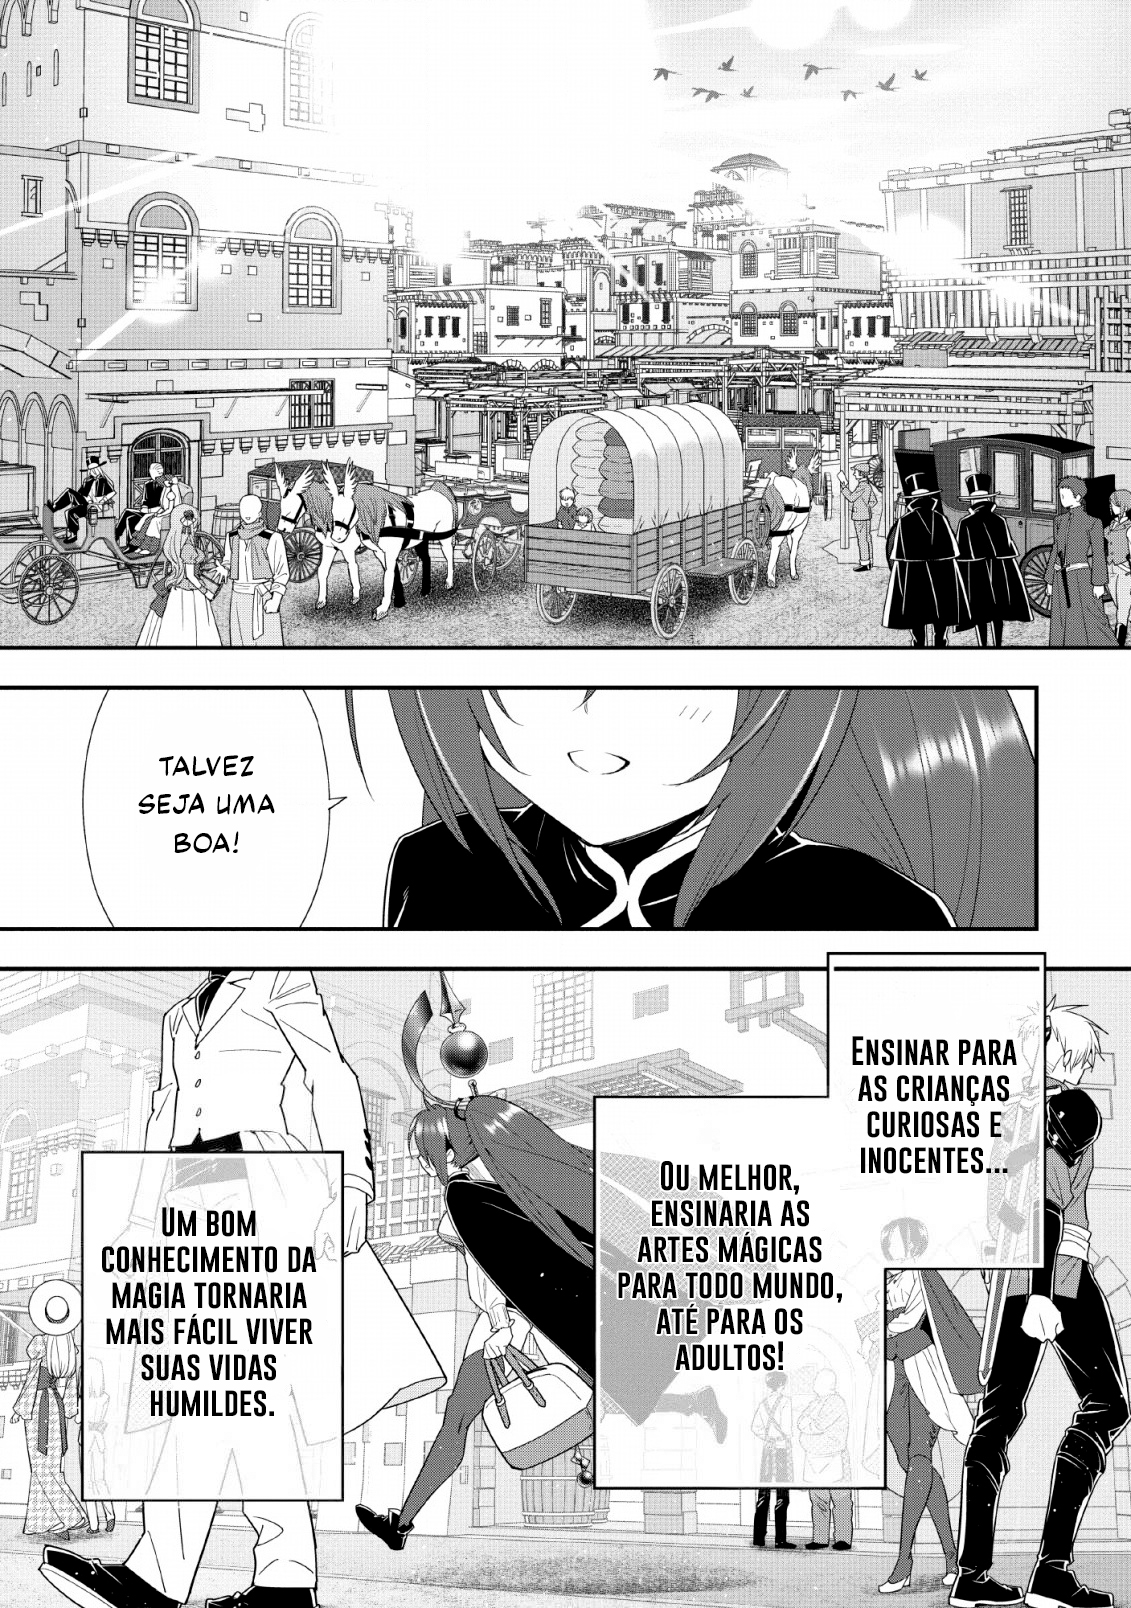 TALVEZ
SEJA UMA
BOA!
ENSINAR PARA
AS CRIANÇAS
CURIOSAS E
INOCENTES...
OU MELHOR,
ENSINARIA AS
ARTES MÁGICAS
PARA TODO MUNDO,
ATÉ PARA OS
ADULTOS!
UM BOM
CONHECIMENTO DA
MAGIA TORNARIA
MAIS FÁCIL VIVER
SUAS VIDAS
HUMILDES.